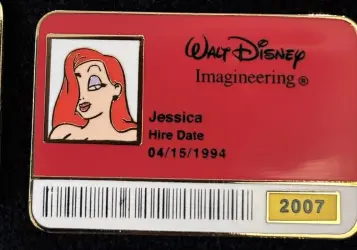 Walt Disney
Imagineering ®
Jessica
Hire Date
04/15/1994
2007